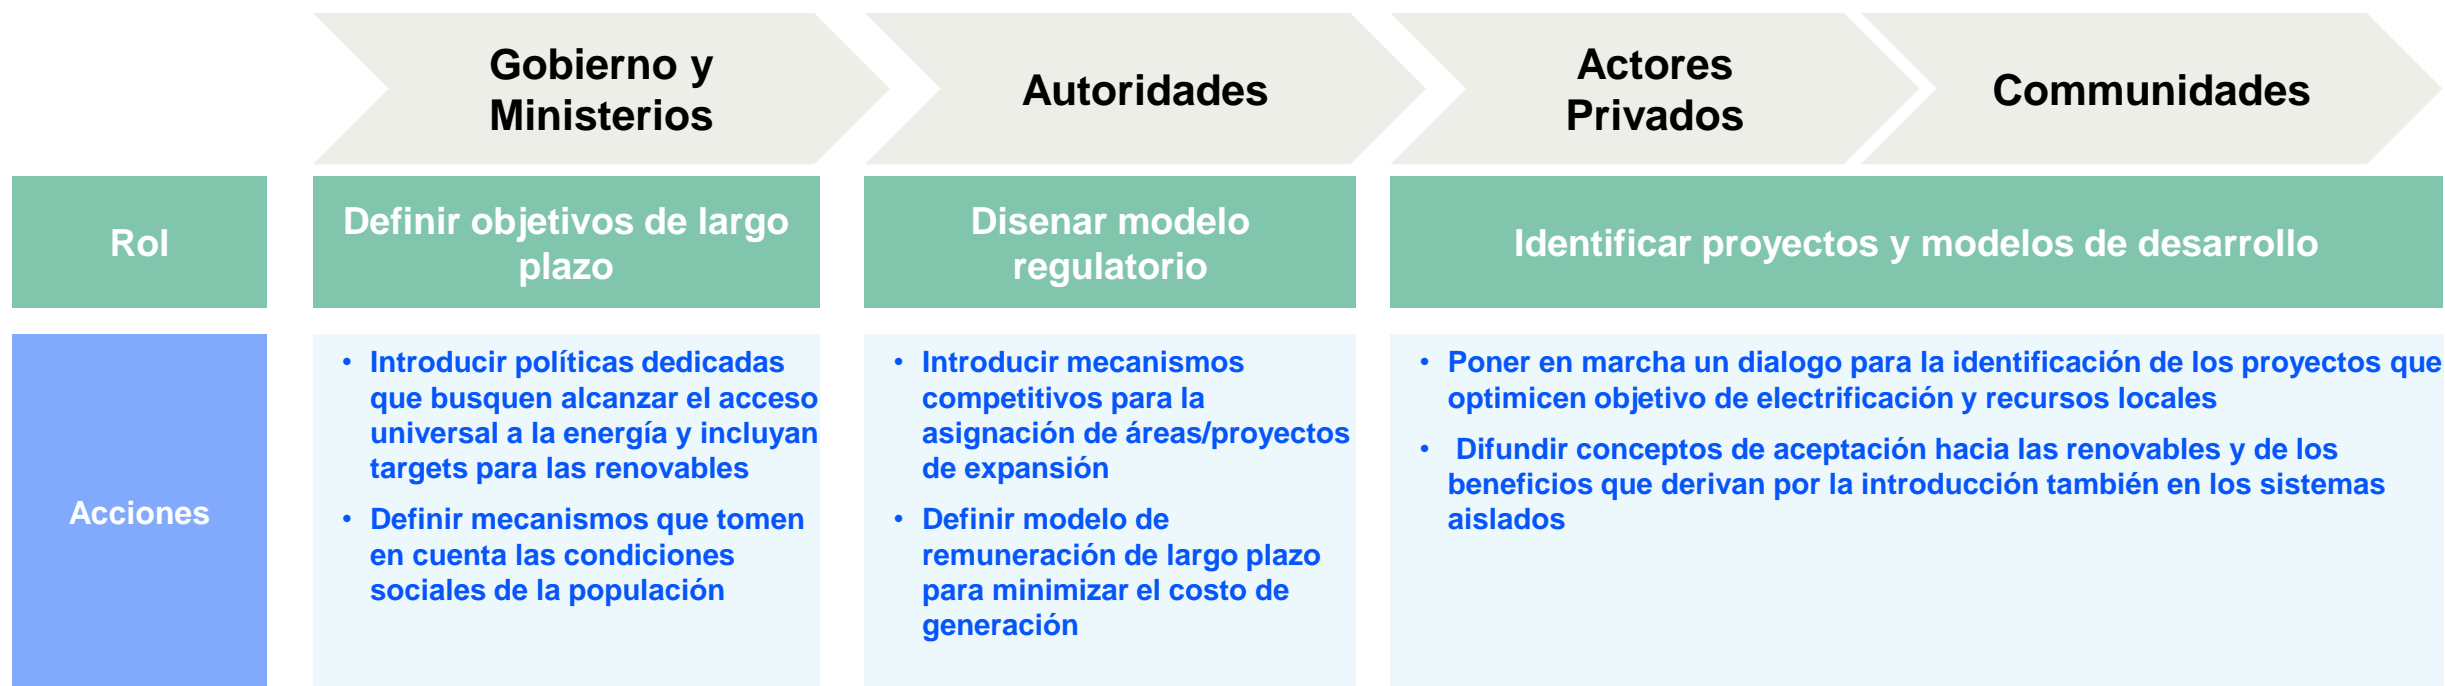 Gobierno y
Ministerios
Autoridades
Actores
Privados
Communidades
Rol
Definir objetivos de largo
plazo
Disenar modelo
regulatorio
Identificar proyectos y modelos de desarrollo
Acciones
• Introducir políticas dedicadas
que busquen alcanzar el acceso
universal a la energía y incluyan
targets para las renovables
• Definir mecanismos que tomen
en cuenta las condiciones
sociales de la populación
• Introducir mecanismos
competitivos para la
asignación de áreas/proyectos
de expansión
• Definir modelo de
remuneración de largo plazo
para minimizar el costo de
generación
• Poner en marcha un dialogo para la identificación de los proyectos que
optimicen objetivo de electrificación y recursos locales
• Difundir conceptos de aceptación hacia las renovables y de los
beneficios que derivan por la introducción también en los sistemas
aislados